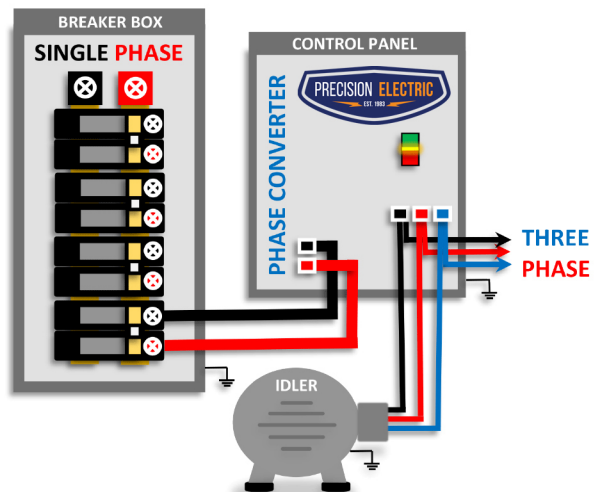 BREAKER BOX
SINGLE PHASE
CONTROL PANEL
PRECISION ELECTRIC
EST. 1983
PHASE CONVERTER
THREE
PHASE
IDLER